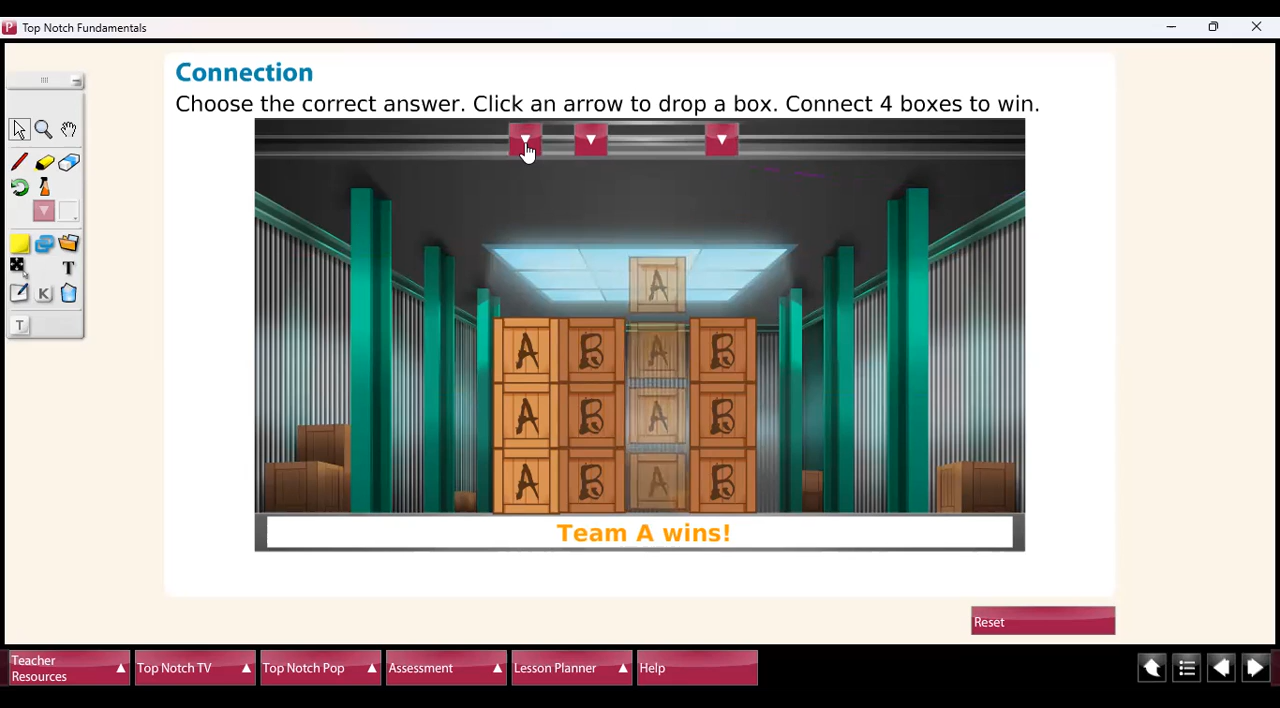 Top Notch Fundamentals
Connection
Choose the correct answer. Click an arrow to drop a box. Connect 4 boxes to win.
A
A B A B
A B A B
A B A B
Team A wins!
Reset
T
K
T
Teacher
Resources
Top Notch TV
Top Notch Pop
Assessment
Lesson Planner
Help